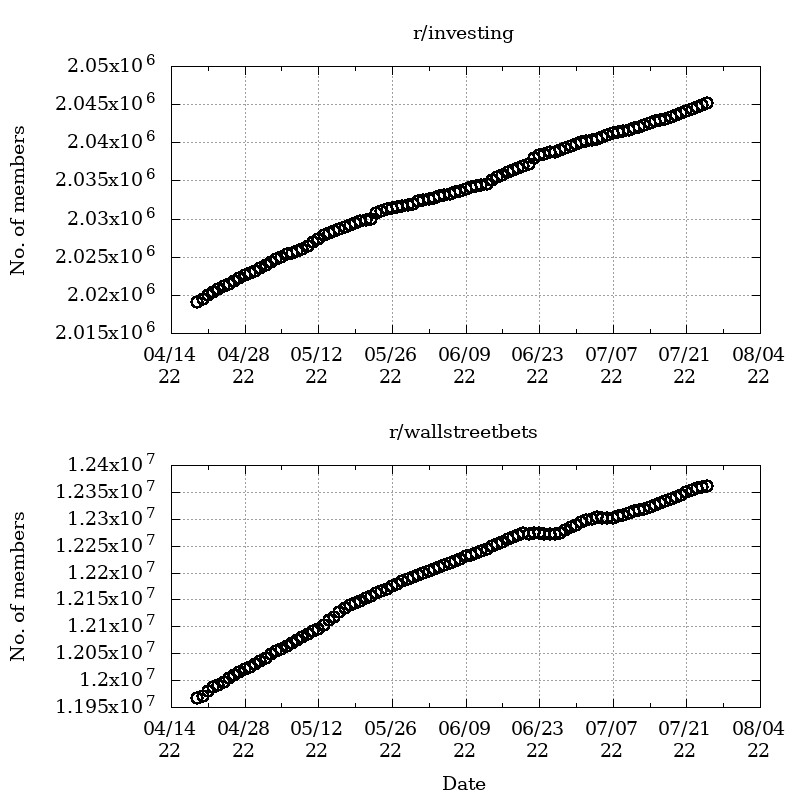 r/investing
2.05x10^6
2.045x10^6
2.04x10^6
2.035x10^6
2.03x10^6
2.025x10^6
2.02x10^6
2.015x10^6
No. of members
04/14 04/28 05/12 05/26 06/09 06/23 07/07 07/21 08/04
22 22 22 22 22 22 22 22 22
r/wallstreetbets
1.24x10^7
1.235x10^7
1.23x10^7
1.225x10^7
1.22x10^7
1.215x10^7
1.21x10^7
1.205x10^7
1.2x10^7
1.195x10^7
No. of members
04/14 04/28 05/12 05/26 06/09 06/23 07/07 07/21 08/04
22 22 22 22 22 22 22 22 22
Date